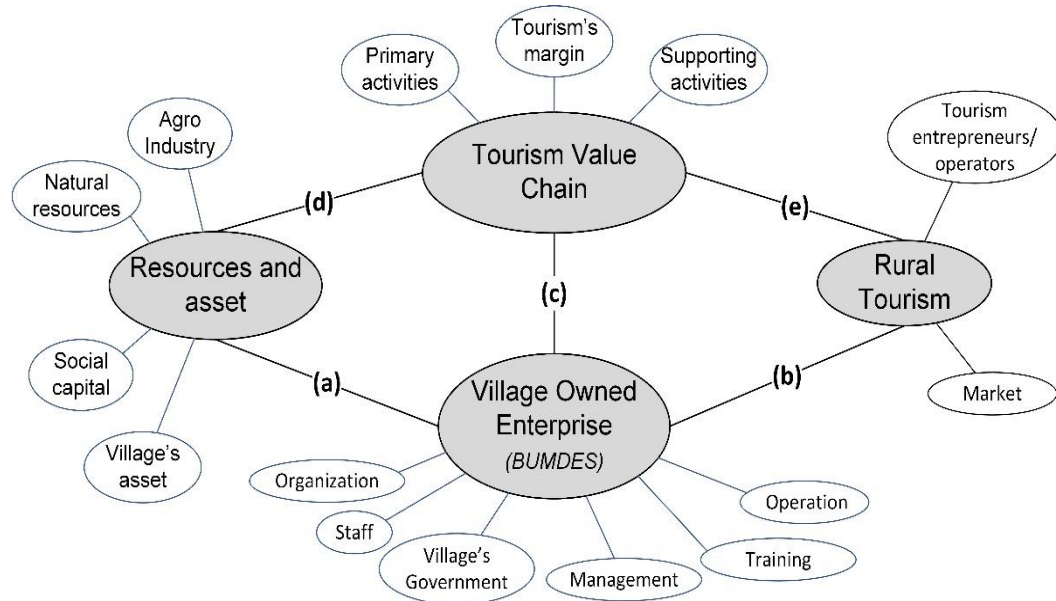 Tourism's
margin
Primary
activities
Supporting
activities
Agro
Industry
Tourism
entrepreneurs/
operators
Natural
resources
Tourism Value
Chain
(d)
(e)
Resources and
asset
(c)
Rural
Tourism
Social
capital
(a)
(b)
Village Owned
Enterprise
(BUMDES)
Market
Village's
asset
Organization
Operation
Staff
Village's
Government
Management
Training